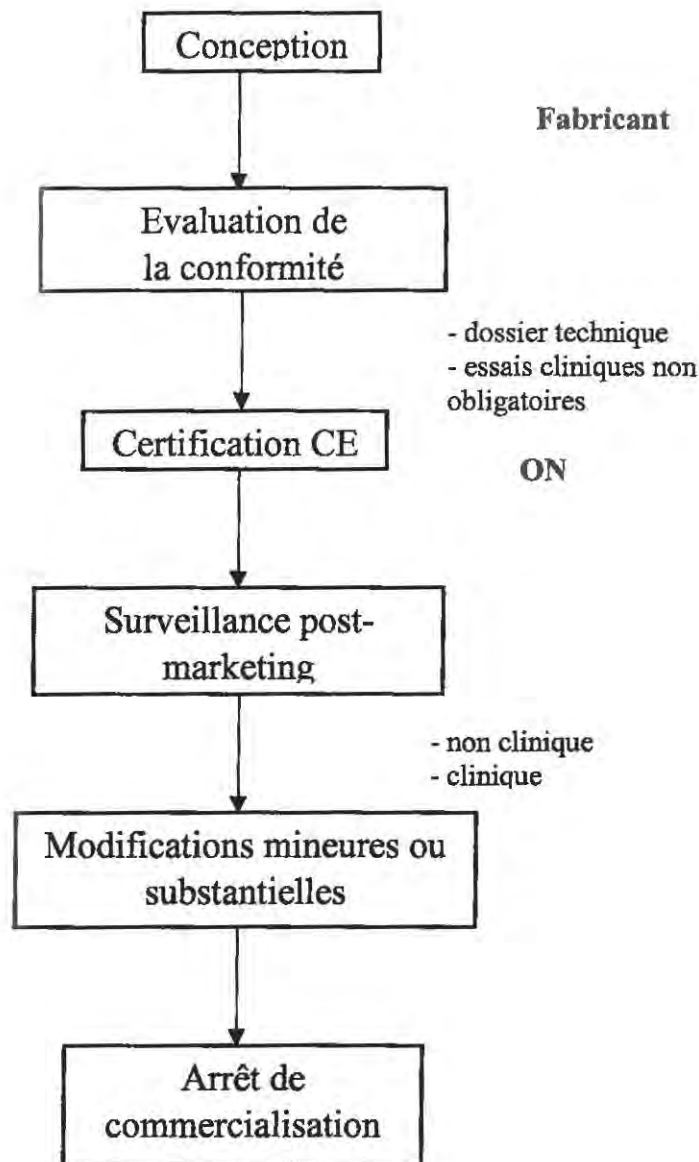 Conception
Fabricant
Evaluation de
la conformité
- dossier technique
- essais cliniques non
obligatoires
Certification CE
ON
Surveillance post-
marketing
- non clinique
- clinique
Modifications mineures ou
substantielles
Arrêt de
commercialisation